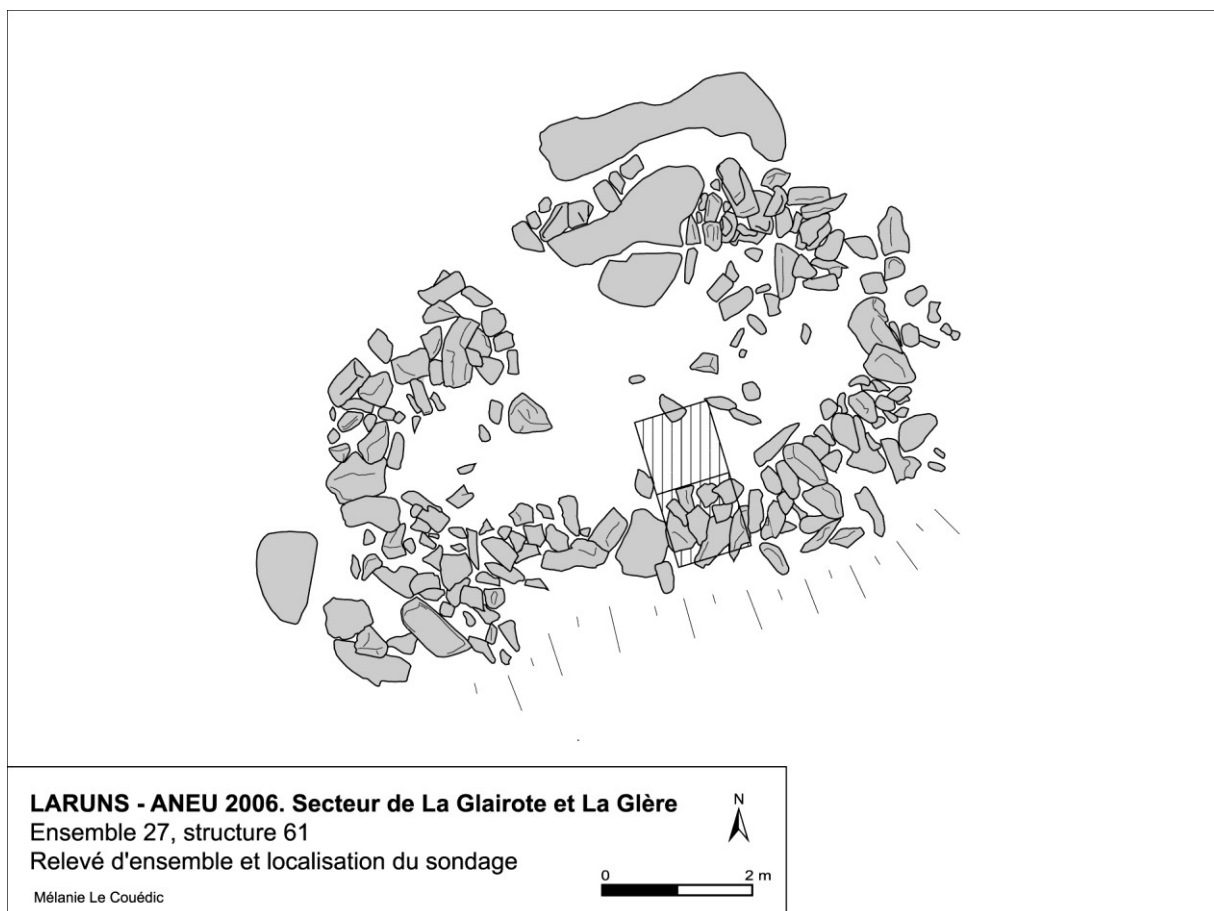 LARUNS - ANEU 2006. Secteur de La Glairote et La Glère
Ensemble 27, structure 61
Relevé d'ensemble et localisation du sondage
Mélanie Le Couédic
N
0 2 m